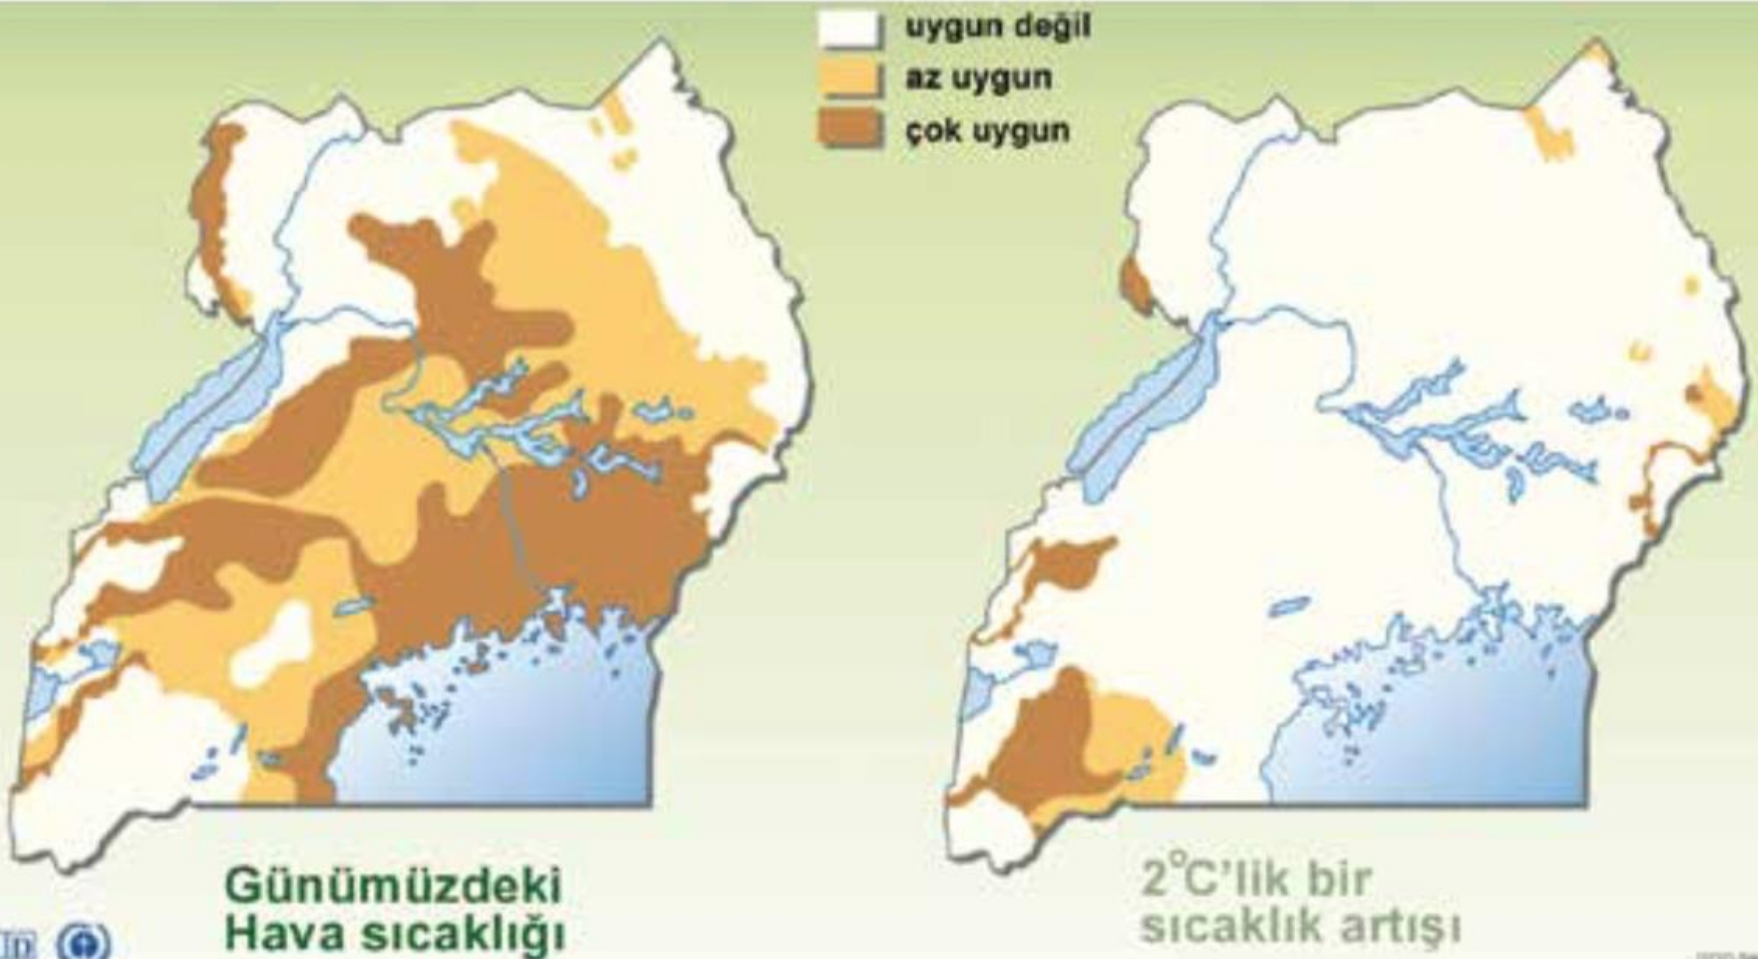 uygun değil
az uygun
çok uygun
Günümüzdeki
Hava sıcaklığı
2°C'lik bir
sıcaklık artışı